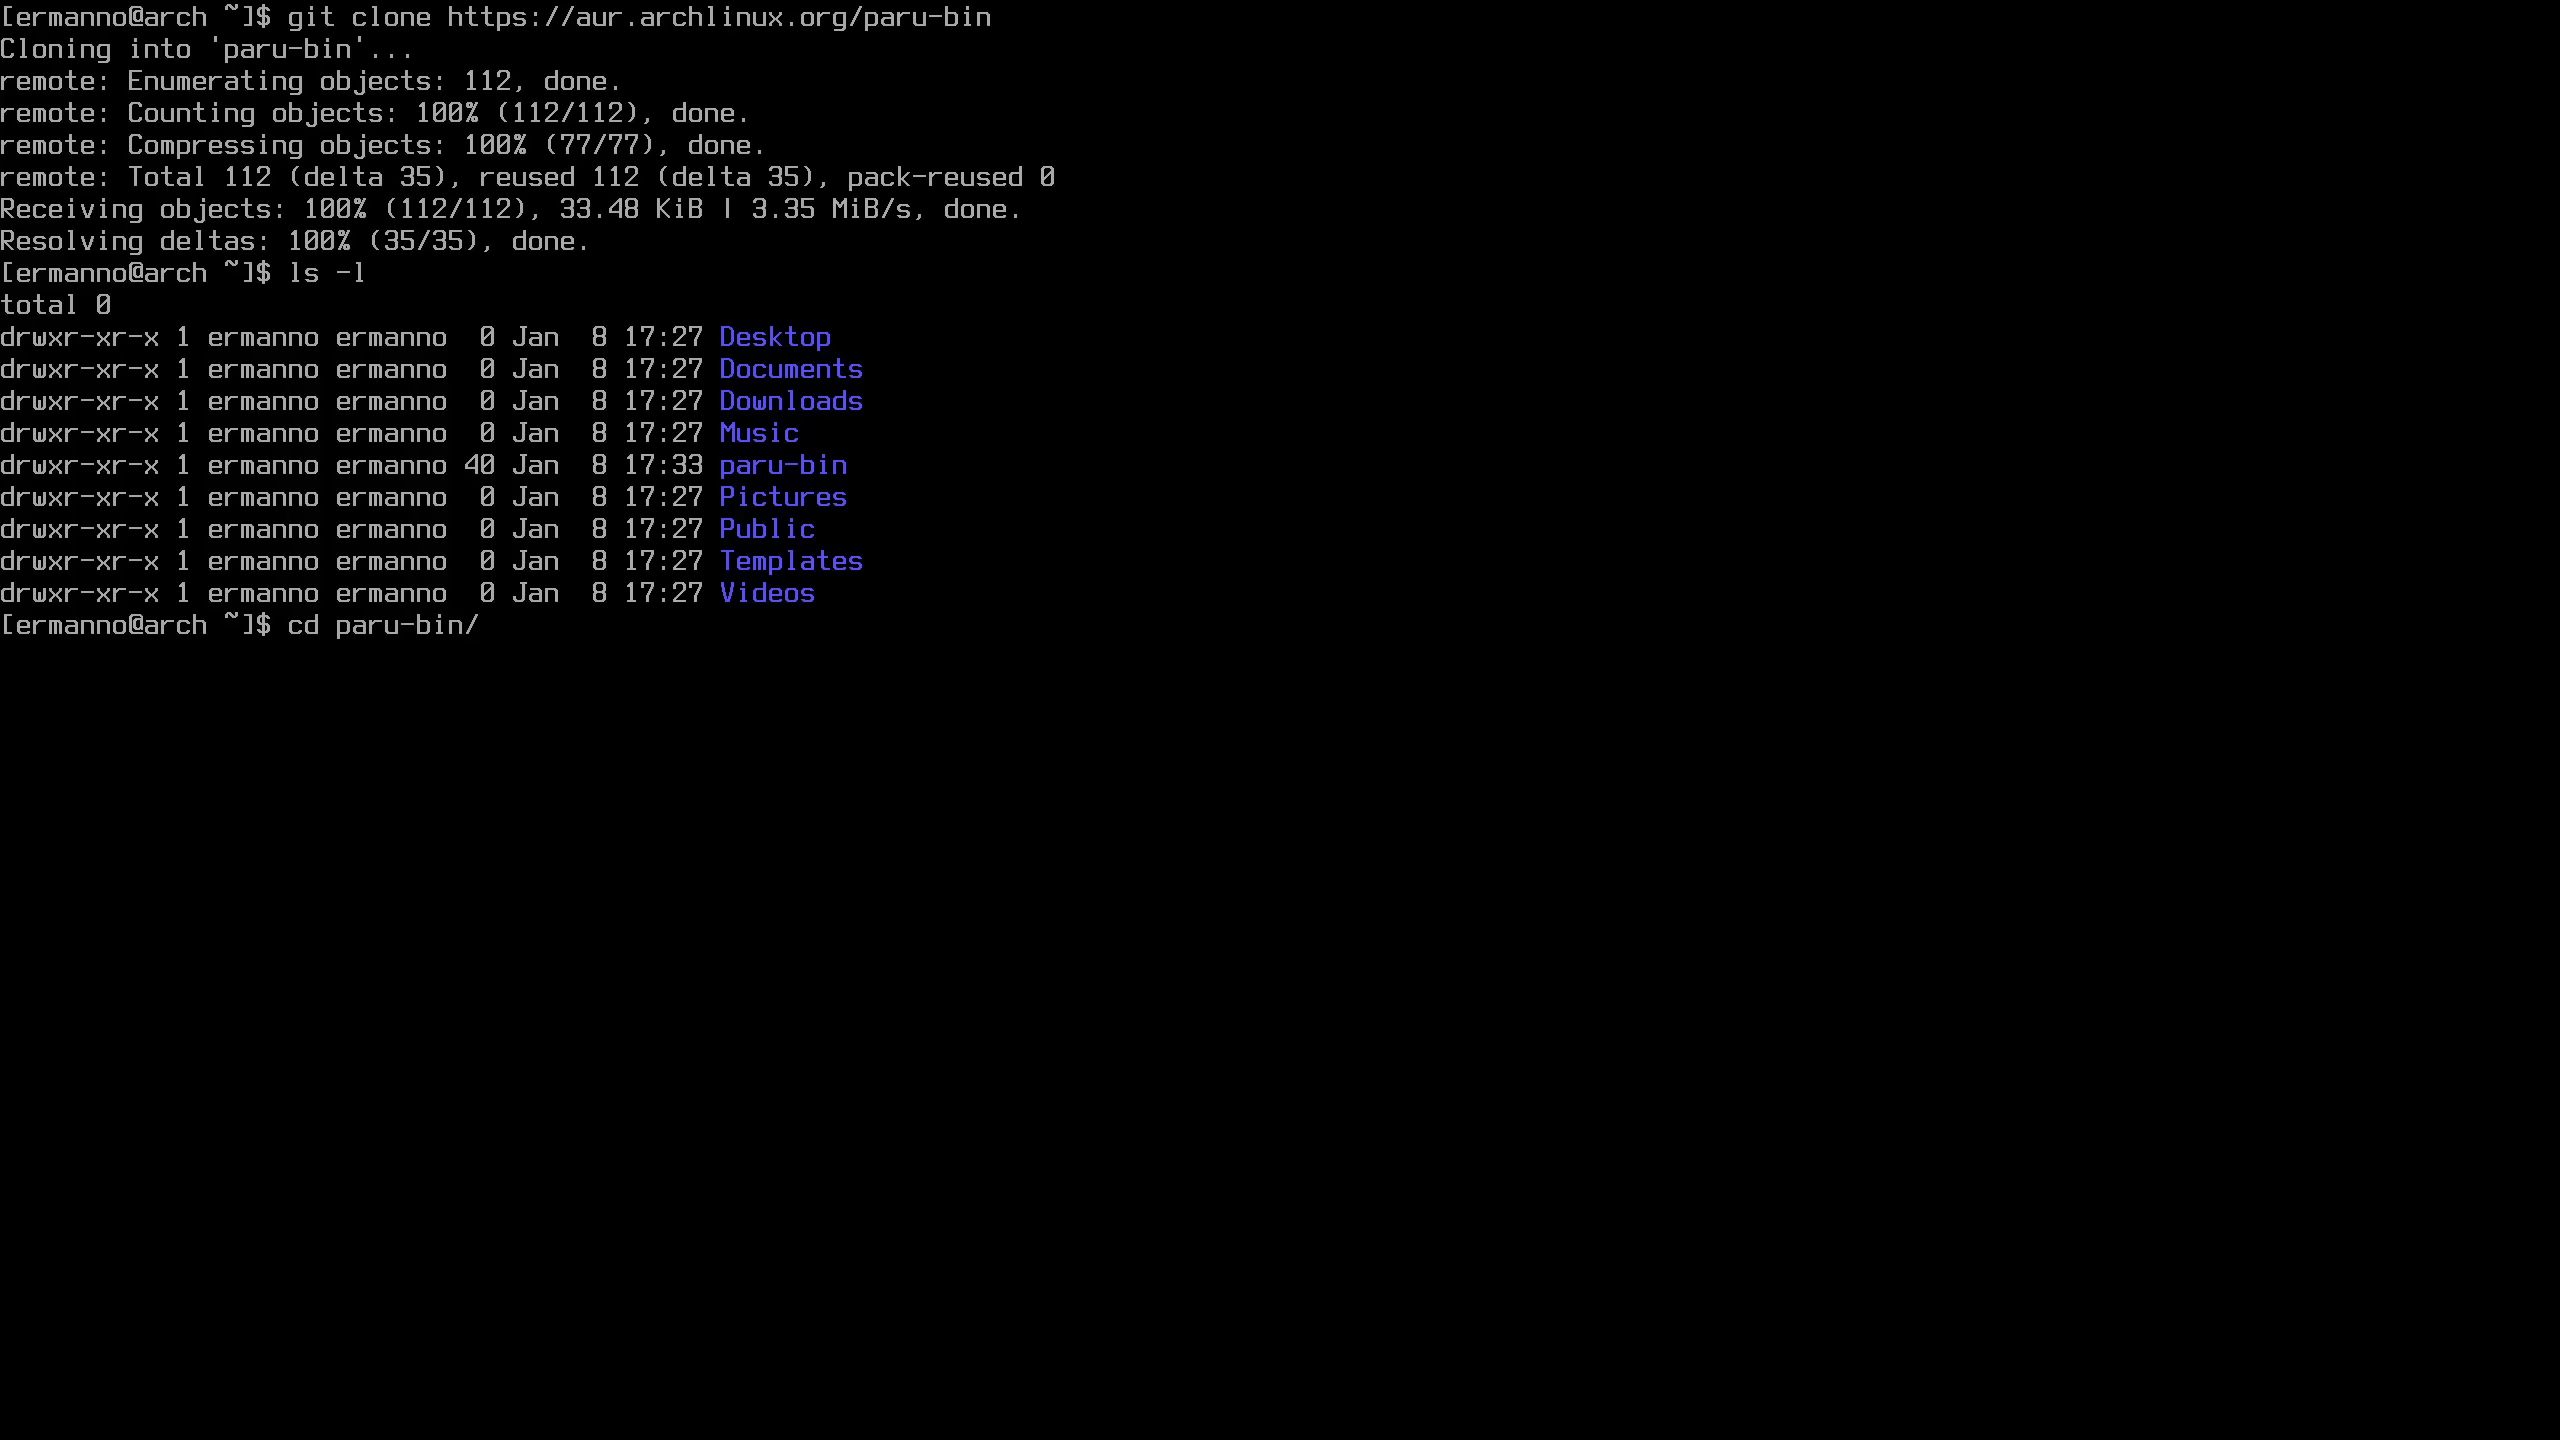 [ermanno@arch ~]$ git clone https://aur.archlinux.org/paru-bin
Cloning into 'paru-bin'...
remote: Enumerating objects: 112, done.
remote: Counting objects: 100% (112/112), done.
remote: Compressing objects: 100% (77/77), done.
remote: Total 112 (delta 35), reused 112 (delta 35), pack-reused 0
Receiving objects: 100% (112/112), 33.48 KiB | 3.35 MiB/s, done.
Resolving deltas: 100% (35/35), done.
[ermanno@arch ~]$ ls -l
total 0
drwxr-xr-x 1 ermanno ermanno  0 Jan  8 17:27 Desktop
drwxr-xr-x 1 ermanno ermanno  0 Jan  8 17:27 Documents
drwxr-xr-x 1 ermanno ermanno  0 Jan  8 17:27 Downloads
drwxr-xr-x 1 ermanno ermanno  0 Jan  8 17:27 Music
drwxr-xr-x 1 ermanno ermanno 40 Jan  8 17:33 paru-bin
drwxr-xr-x 1 ermanno ermanno  0 Jan  8 17:27 Pictures
drwxr-xr-x 1 ermanno ermanno  0 Jan  8 17:27 Public
drwxr-xr-x 1 ermanno ermanno  0 Jan  8 17:27 Templates
drwxr-xr-x 1 ermanno ermanno  0 Jan  8 17:27 Videos
[ermanno@arch ~]$ cd paru-bin/